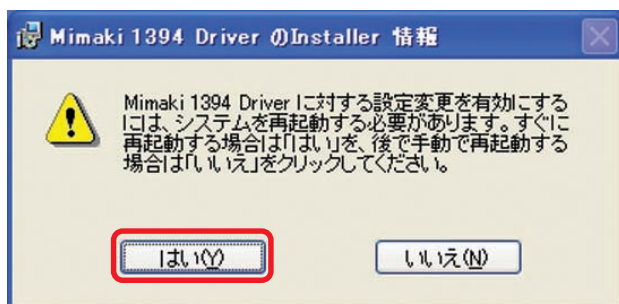 Mimaki 1394 Driver のInstaller 情報
Mimaki 1394 Driver に対する設定変更を有効にする
には、システムを再起動する必要があります。すぐに
再起動する場合は「はい」を、後で手動で再起動する
場合は「いいえ」をクリックしてください。
はい(Y)
いいえ(N)